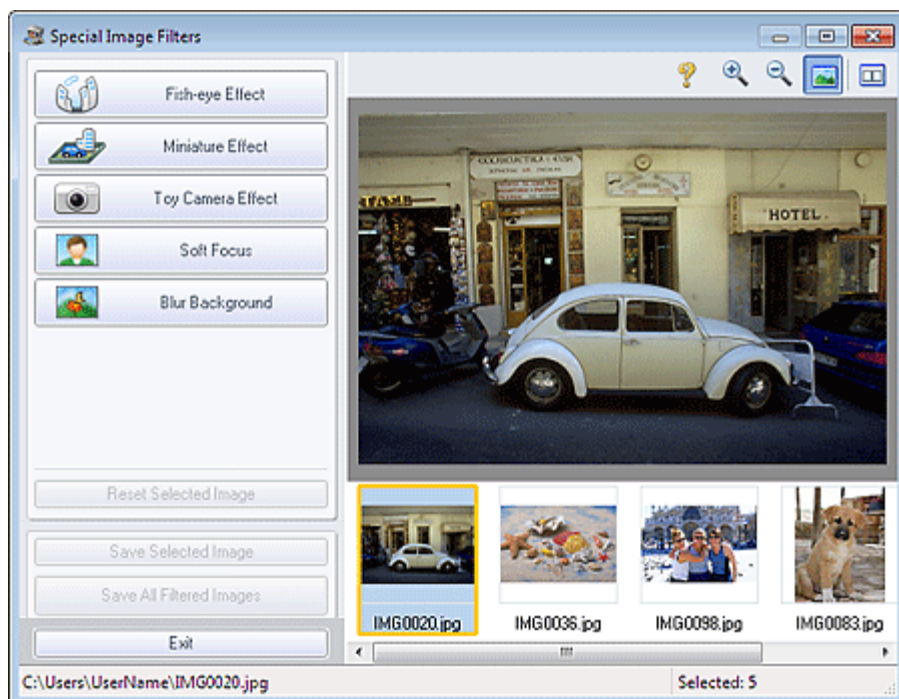 Special Image Filters
Fish-eye Effect
Miniature Effect
Toy Camera Effect
Soft Focus
Blur Background
Reset Selected Image
Save Selected Image
Save All Filtered Images
Exit
HOTEL
IMG0020.jpg
IMG0036.jpg
IMG0098.jpg
IMG0083.jpg
C:\Users\UserName\IMG0020.jpg
Selected: 5